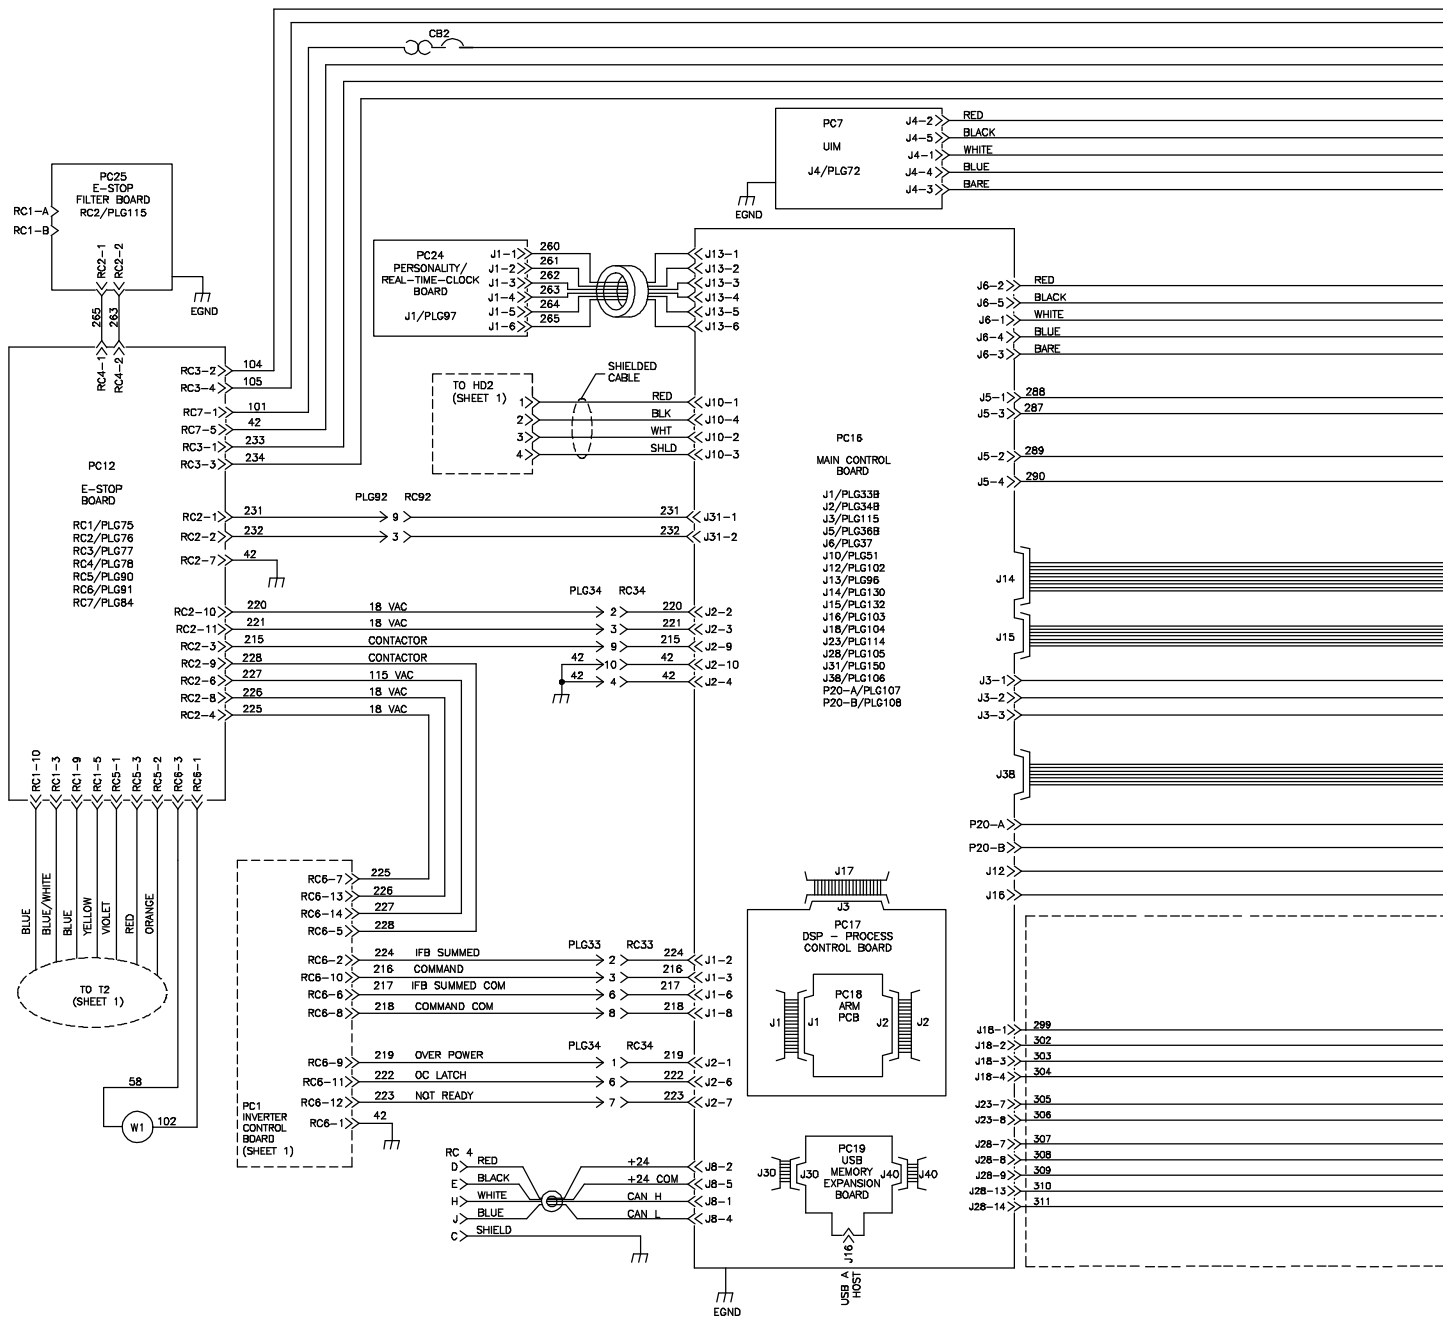 CB2
PC7
UIM
J4/PLG72
J4-2
J4-5
J4-1
J4-4
J4-3
RED
BLACK
WHITE
BLUE
BARE
EGND
PC25
E-STOP
FILTER BOARD
RC2/PLG115
RC1-A
RC1-B
RC2-1
RC2-2
EGND
265
263
RC4-1
RC4-2
PC24
PERSONALITY/
REAL-TIME-CLOCK
BOARD
J1/PLG97
J1-1
J1-2
J1-3
J1-4
J1-5
J1-6
260
261
262
263
264
265
J13-1
J13-2
J13-3
J13-4
J13-5
J13-6
TO HD2
(SHEET 1)
1
2
3
4
SHIELDED
CABLE
RED
BLK
WHT
SHLD
J10-1
J10-4
J10-2
J10-3
PC12
E-STOP
BOARD
RC1/PLG75
RC2/PLG76
RC3/PLG77
RC4/PLG78
RC5/PLG90
RC6/PLG91
RC7/PLG84
RC3-2 104
RC3-4 105
RC7-1 101
RC7-5 42
RC3-1 233
RC3-3 234
PLG92 RC92
RC2-1 231 9 231 J31-1
RC2-2 232 3 232 J31-2
RC2-7 42
PLG34 RC34
RC2-10 220 18 VAC 2 220 J2-2
RC2-11 221 18 VAC 3 221 J2-3
RC2-3 215 CONTACTOR 9 215 J2-9
RC2-9 228 CONTACTOR 42 10 42 J2-10
RC2-6 227 115 VAC 42 4 42 J2-4
RC2-8 226 18 VAC
RC2-4 225 18 VAC
RC1-10
RC1-3
RC1-9
RC1-5
RC5-1
RC5-3
RC5-2
RC6-3
RC6-1
BLUE
BLUE/WHITE
BLUE
YELLOW
VIOLET
RED
ORANGE
TO T2
(SHEET 1)
58
W1
102
RC6-7 225
RC6-13 226
RC6-14 227
RC6-5 228
PLG33 RC33
RC6-2 224 IFB SUMMED 2 224 J1-2
RC6-10 216 COMMAND 3 216 J1-3
RC6-6 217 IFB SUMMED COM 6 217 J1-6
RC6-8 218 COMMAND COM 8 218 J1-8
PLG34 RC34
RC6-9 219 OVER POWER 1 219 J2-1
RC6-11 222 OC LATCH 6 222 J2-6
RC6-12 223 NOT READY 7 223 J2-7
RC6-1 42
PC1
INVERTER
CONTROL
BOARD
(SHEET 1)
RC 4
D RED +24 J8-2
E BLACK +24 COM J8-5
H WHITE CAN H J8-1
J BLUE CAN L J8-4
C SHIELD
PC16
MAIN CONTROL
BOARD
J1/PLG33B
J2/PLG34B
J3/PLG115
J5/PLG36B
J6/PLG37
J10/PLG51
J12/PLG102
J13/PLG96
J14/PLG130
J15/PLG132
J16/PLG103
J18/PLG104
J23/PLG114
J28/PLG105
J31/PLG150
J38/PLG106
P20-A/PLG107
P20-B/PLG108
J6-2 RED
J6-5 BLACK
J6-1 WHITE
J6-4 BLUE
J6-3 BARE
J5-1 288
J5-3 287
J5-2 289
J5-4 290
J14
J15
J3-1
J3-2
J3-3
J38
P20-A
P20-B
J12
J16
J17
J3
PC17
DSP - PROCESS
CONTROL BOARD
PC18
ARM
PCB
J1
J1
J2
J2
PC19
USB
MEMORY
EXPANSION
BOARD
J30
J30
J40
J40
J16
USB A
HOST
EGND
J18-1 299
J18-2 302
J18-3 303
J18-4 304
J23-7 305
J23-8 306
J28-7 307
J28-8 308
J28-9 309
J28-13 310
J28-14 311